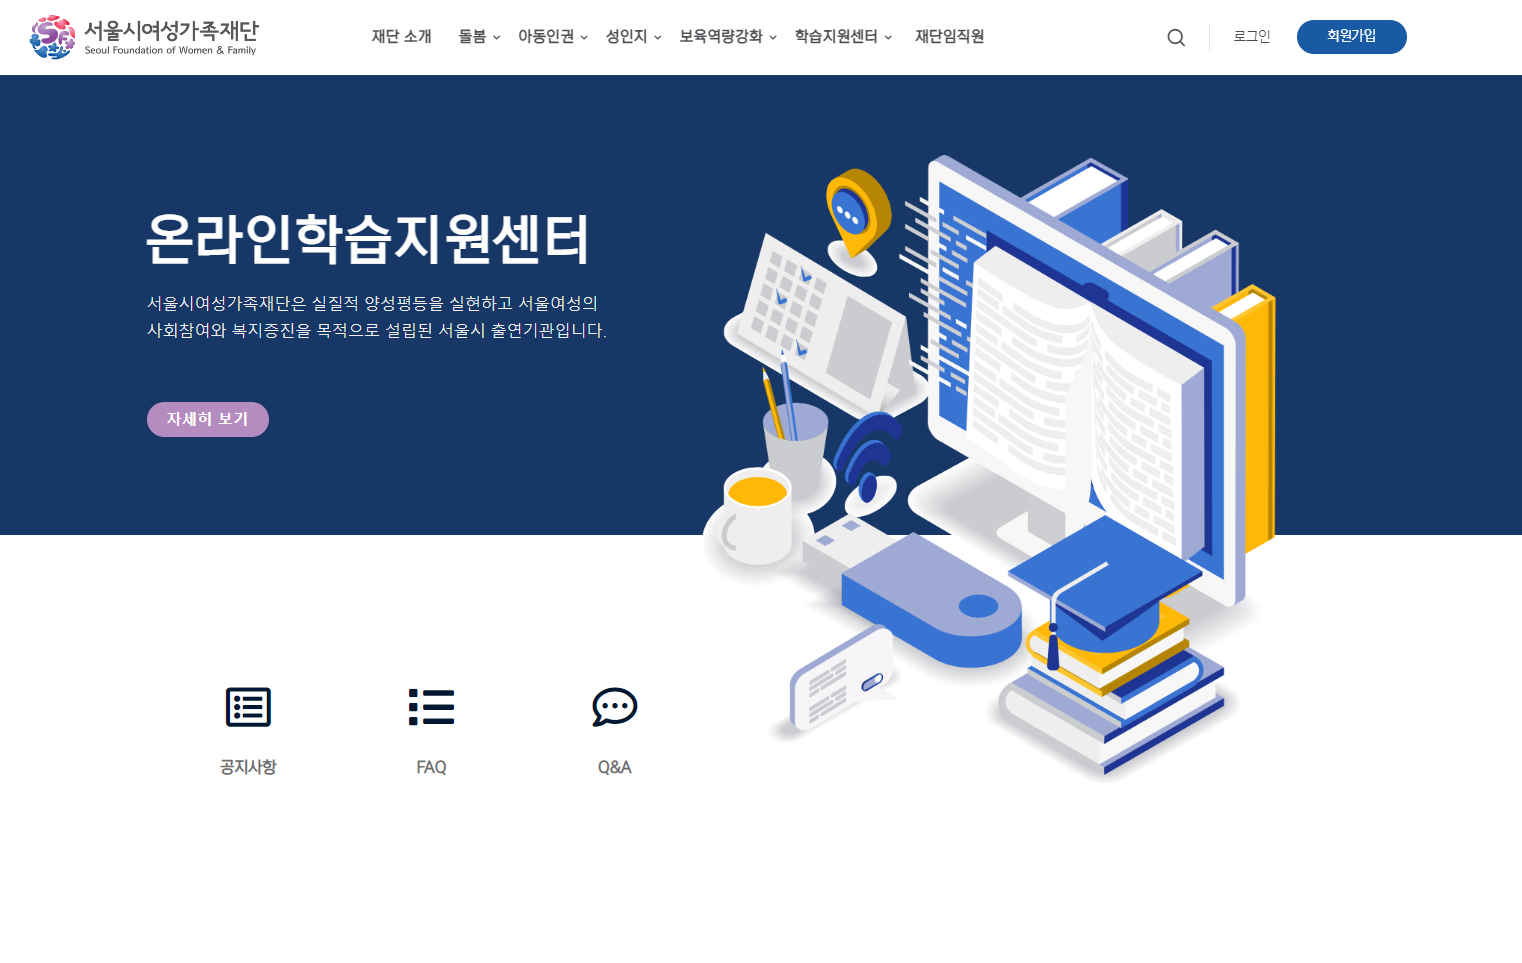 서울시여성가족재단
Seoul Foundation of Women & Family
재단 소개
돌봄
아동인권
성인지
보육역량강화
학습지원센터
재단임직원
로그인
회원가입
온라인학습지원센터
서울시여성가족재단은 실질적 양성평등을 실현하고 서울여성의
사회참여와 복지증진을 목적으로 설립된 서울시 출연기관입니다.
자세히 보기
공지사항
FAQ
Q&A